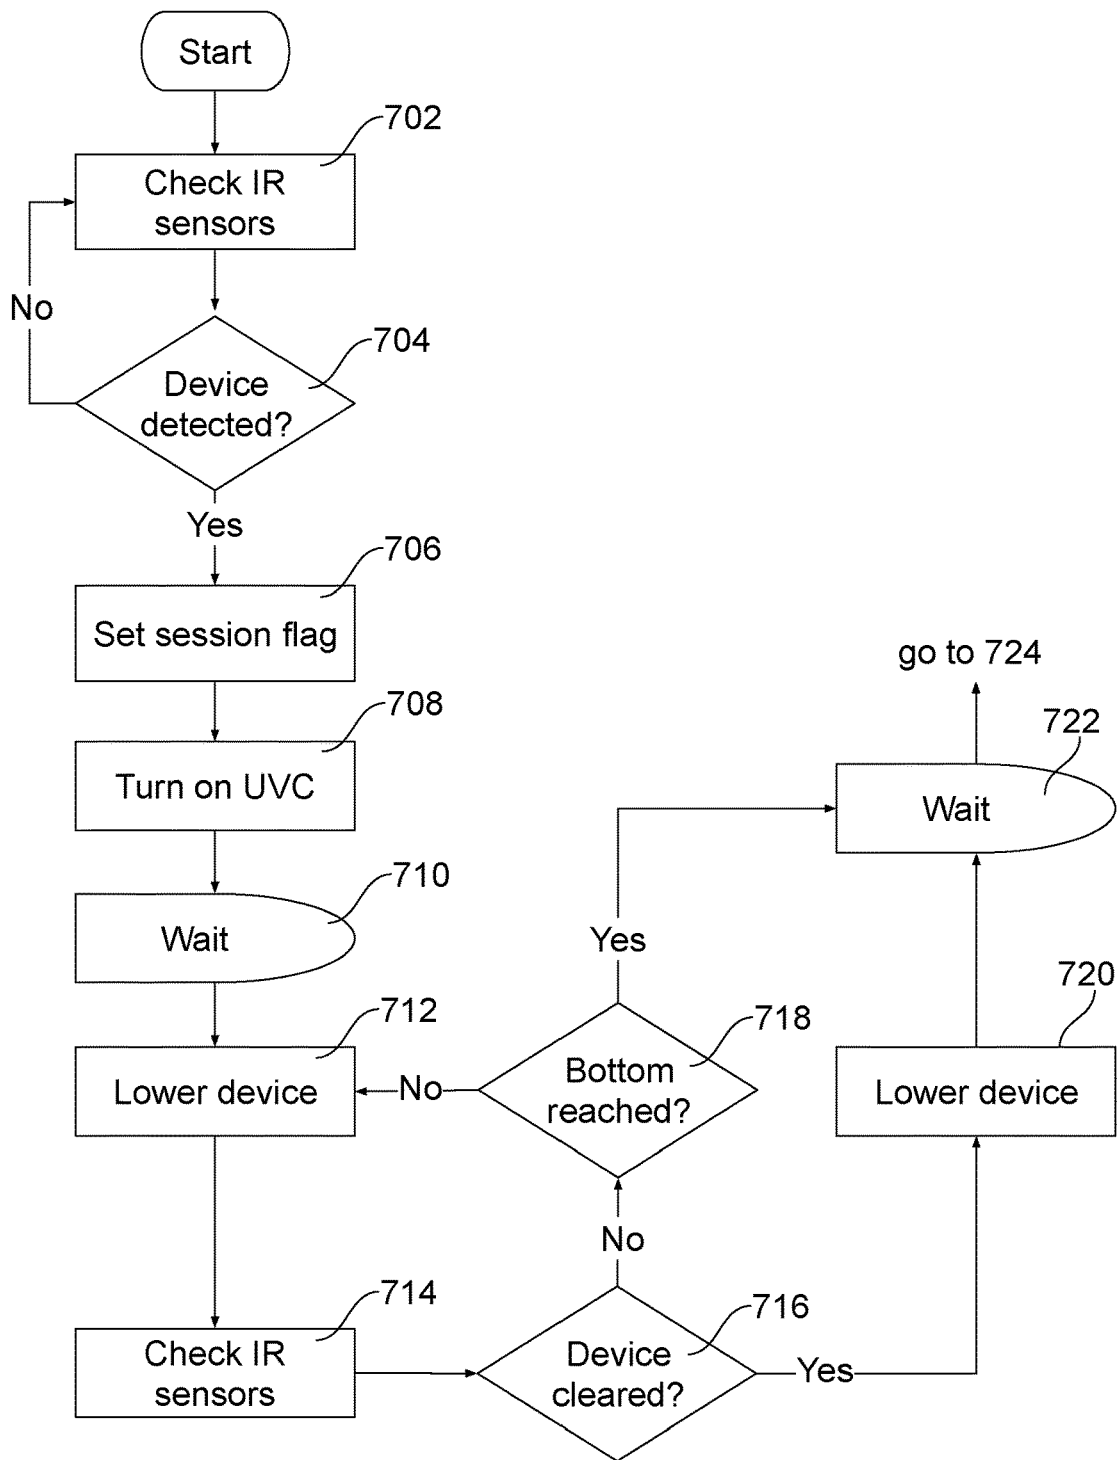 Start
702
Check IR
sensors
No
704
Device
detected?
Yes
706
Set session flag
708
Turn on UVC
710
Wait
712
Lower device
714
Check IR
sensors
716
Device
cleared?
No
718
Bottom
reached?
No
Yes
Yes
720
Lower device
722
Wait
go to 724